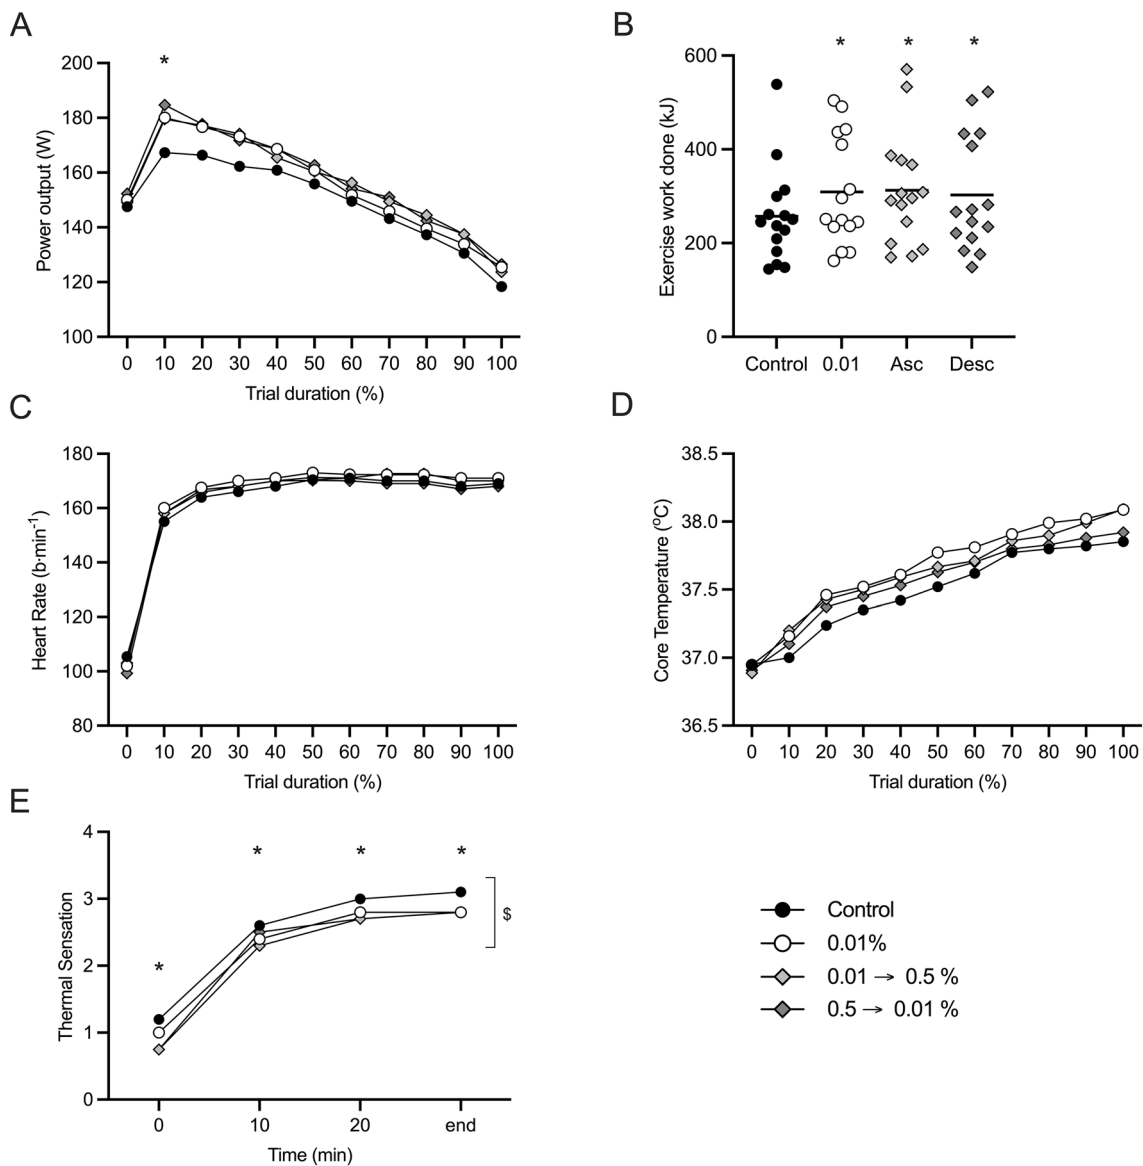 A
Power output (W)
200
180
160
140
120
100
*
0 10 20 30 40 50 60 70 80 90 100
Trial duration (%)
B
Exercise work done (kJ)
600
400
200
0
* * *
Control 0.01 Asc Desc
C
Heart Rate (b·min⁻¹)
180
160
140
120
100
80
0 10 20 30 40 50 60 70 80 90 100
Trial duration (%)
D
Core Temperature (°C)
38.5
38.0
37.5
37.0
36.5
0 10 20 30 40 50 60 70 80 90 100
Trial duration (%)
E
Thermal Sensation
4
3
2
1
0
* * * *
$
0 10 20 end
Time (min)
Control
0.01%
0.01 → 0.5 %
0.5 → 0.01 %